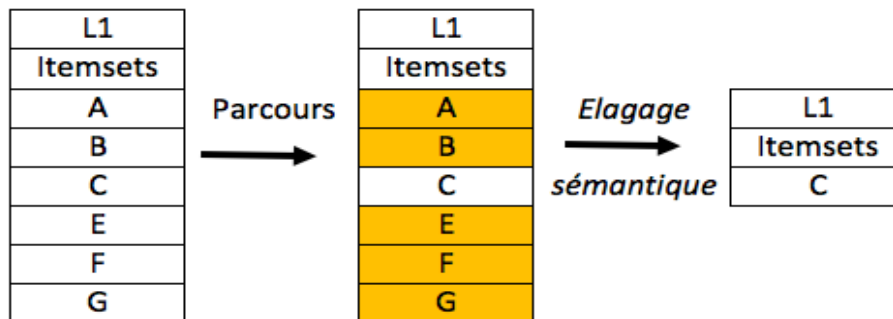 L1
Itemsets
A
B
C
E
F
G
Parcours
L1
Itemsets
A
B
C
E
F
G
Elagage
sémantique
L1
Itemsets
C